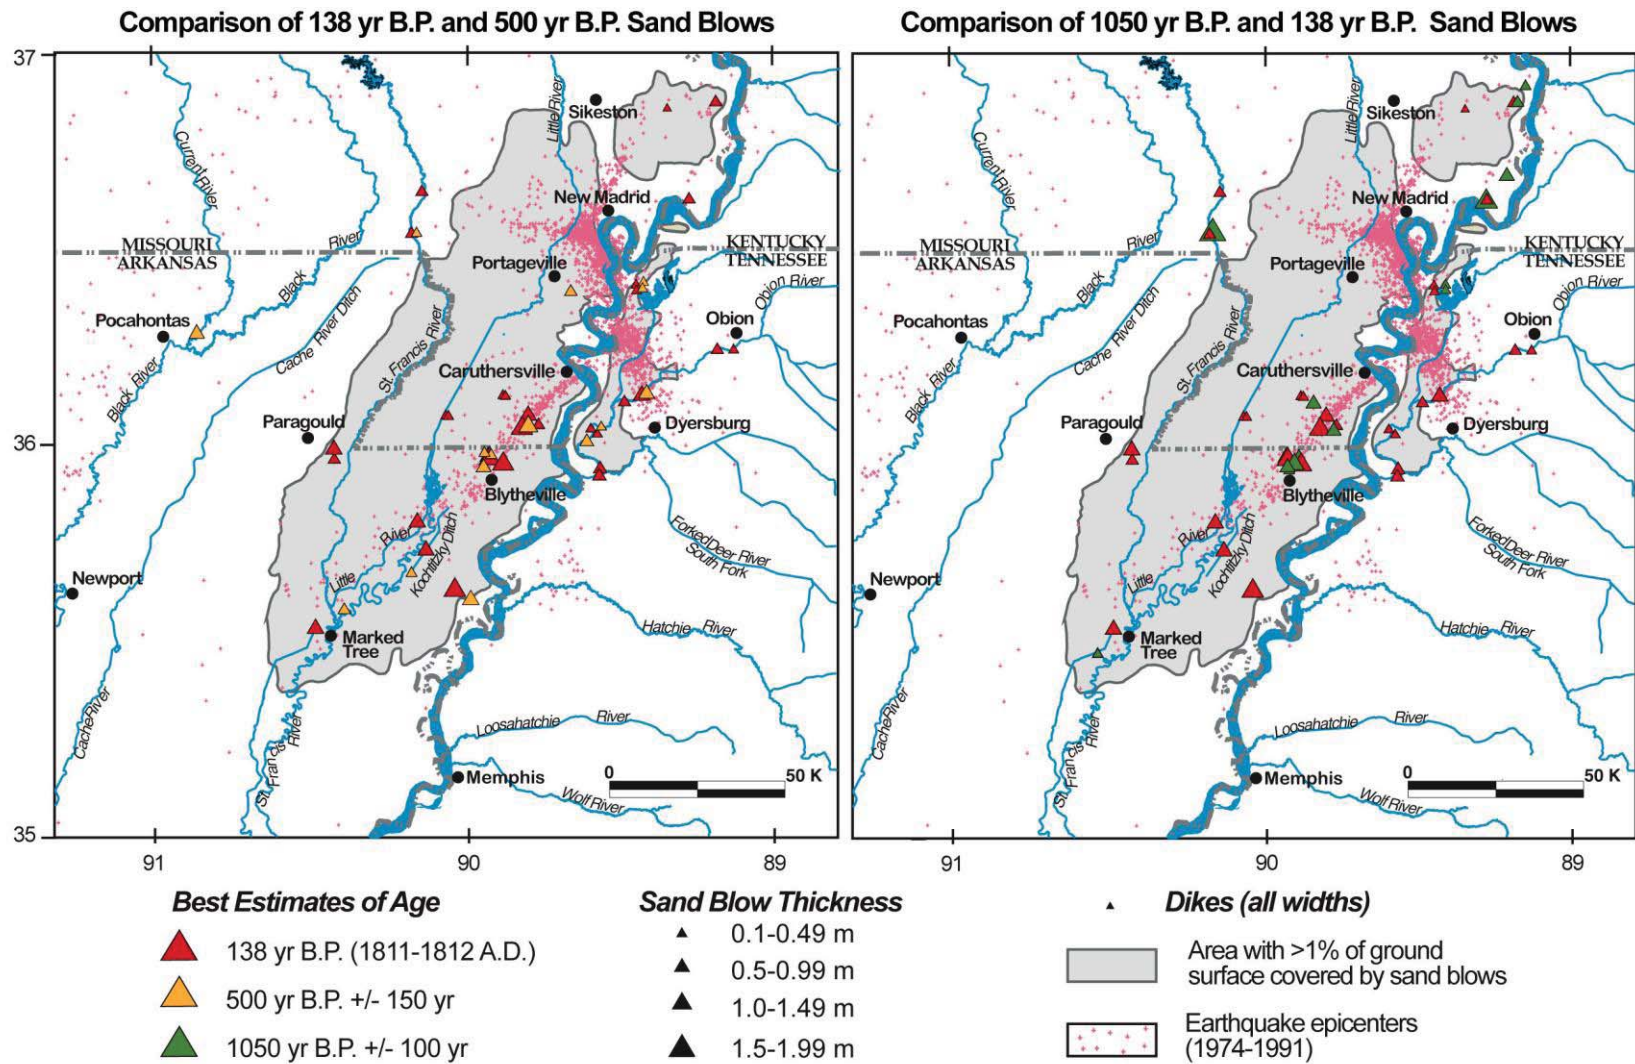 Comparison of 138 yr B.P. and 500 yr B.P. Sand Blows
Comparison of 1050 yr B.P. and 138 yr B.P. Sand Blows
37
36
35
Current River
Little River
Sikeston
New Madrid
MISSOURI
ARKANSAS
River
Black
KENTUCKY
TENNESSEE
Portageville
Obion River
Pocahontas
Cache River Ditch
Obion
Black River
St. Francis River
Caruthersville
Paragould
Dyersburg
Blytheville
River
Little
Kochtitzky Ditch
Forked Deer River
South Fork
Newport
Marked
Tree
Hatchie River
Cache River
St. Francis River
Loosahatchie River
0 50 K
Memphis
Wolf River
91 90 89
Current River
Little River
Sikeston
New Madrid
MISSOURI
ARKANSAS
River
Black
KENTUCKY
TENNESSEE
Portageville
Obion River
Pocahontas
Cache River Ditch
Obion
Black River
St. Francis River
Caruthersville
Paragould
Dyersburg
Blytheville
River
Little
Kochtitzky Ditch
Forked Deer River
South Fork
Newport
Marked
Tree
Hatchie River
Cache River
St. Francis River
Loosahatchie River
0 50 K
Memphis
Wolf River
91 90 89
Best Estimates of Age
138 yr B.P. (1811-1812 A.D.)
500 yr B.P. +/- 150 yr
1050 yr B.P. +/- 100 yr
Sand Blow Thickness
0.1-0.49 m
0.5-0.99 m
1.0-1.49 m
1.5-1.99 m
Dikes (all widths)
Area with >1% of ground
surface covered by sand blows
Earthquake epicenters
(1974-1991)